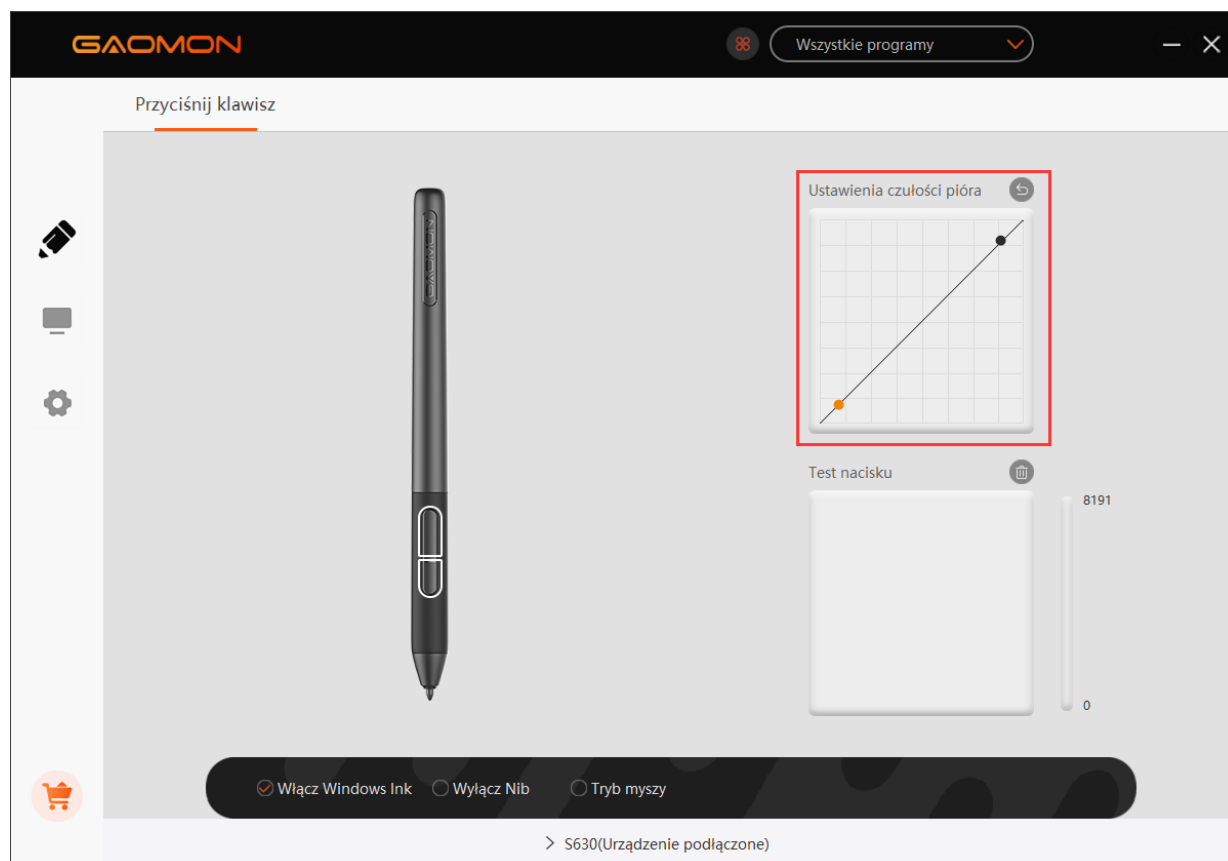 GAOMON
Wszystkie programy
Przyciśnij klawisz
Ustawienia czułości pióra
GAOMON
Test nacisku
8191
0
Włącz Windows Ink
Wyłącz Nib
Tryb myszy
S630(Urządzenie podłączone)